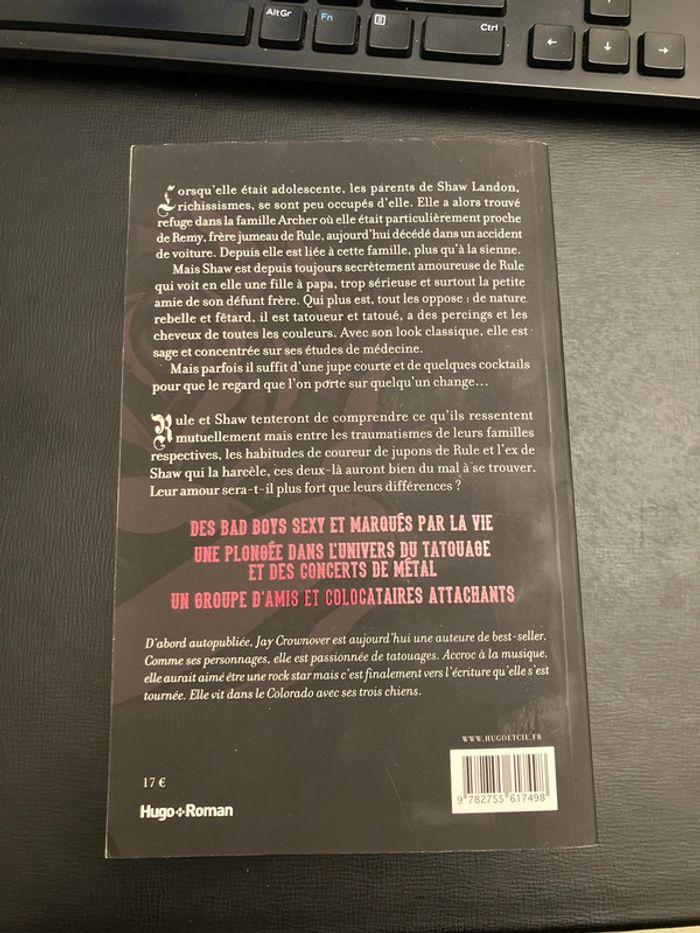 AltGr
Fn
Ctrl
Lorsqu'elle était adolescente, les parents de Shaw Landon,
richissismes, se sont peu occupés d'elle. Elle a alors trouvé
refuge dans la famille Archer où elle était particulièrement proche
de Remy, frère jumeau de Rule, aujourd'hui décédé dans un accident
de voiture. Depuis elle est liée à cette famille, plus qu'à la sienne.
Mais Shaw est depuis toujours secrètement amoureuse de Rule
qui voit en elle une fille à papa, trop sérieuse et surtout la petite
amie de son défunt frère. Qui plus est, tout les oppose : de nature
rebelle et fêtard, il est tatoueur et tatoué, a des percings et les
cheveux de toutes les couleurs. Avec son look classique, elle est
sage et concentrée sur ses études de médecine.
Mais parfois il suffit d'une jupe courte et de quelques cocktails
pour que le regard que l'on porte sur quelqu'un change…
Rule et Shaw tenteront de comprendre ce qu'ils ressentent
mutuellement mais entre les traumatismes de leurs familles
respectives, les habitudes de coureur de jupons de Rule et l'ex de
Shaw qui la harcèle, ces deux-là auront bien du mal à se trouver.
Leur amour sera-t-il plus fort que leurs différences ?
DES BAD BOYS SEXY ET MARQUÉS PAR LA VIE
UNE PLONGÉE DANS L'UNIVERS DU TATOUAGE
ET DES CONCERTS DE MÉTAL
UN GROUPE D'AMIS ET COLOCATAIRES ATTACHANTS
D'abord autopubliée, Jay Crownover est aujourd'hui une auteure de best-seller.
Comme ses personnages, elle est passionnée de tatouages. Accroc à la musique,
elle aurait aimé être une rock star mais c'est finalement vers l'écriture qu'elle s'est
tournée. Elle vit dans le Colorado avec ses trois chiens.
WWW.HUGOETCIE.FR
17 €
9 782755 617498
Hugo Roman